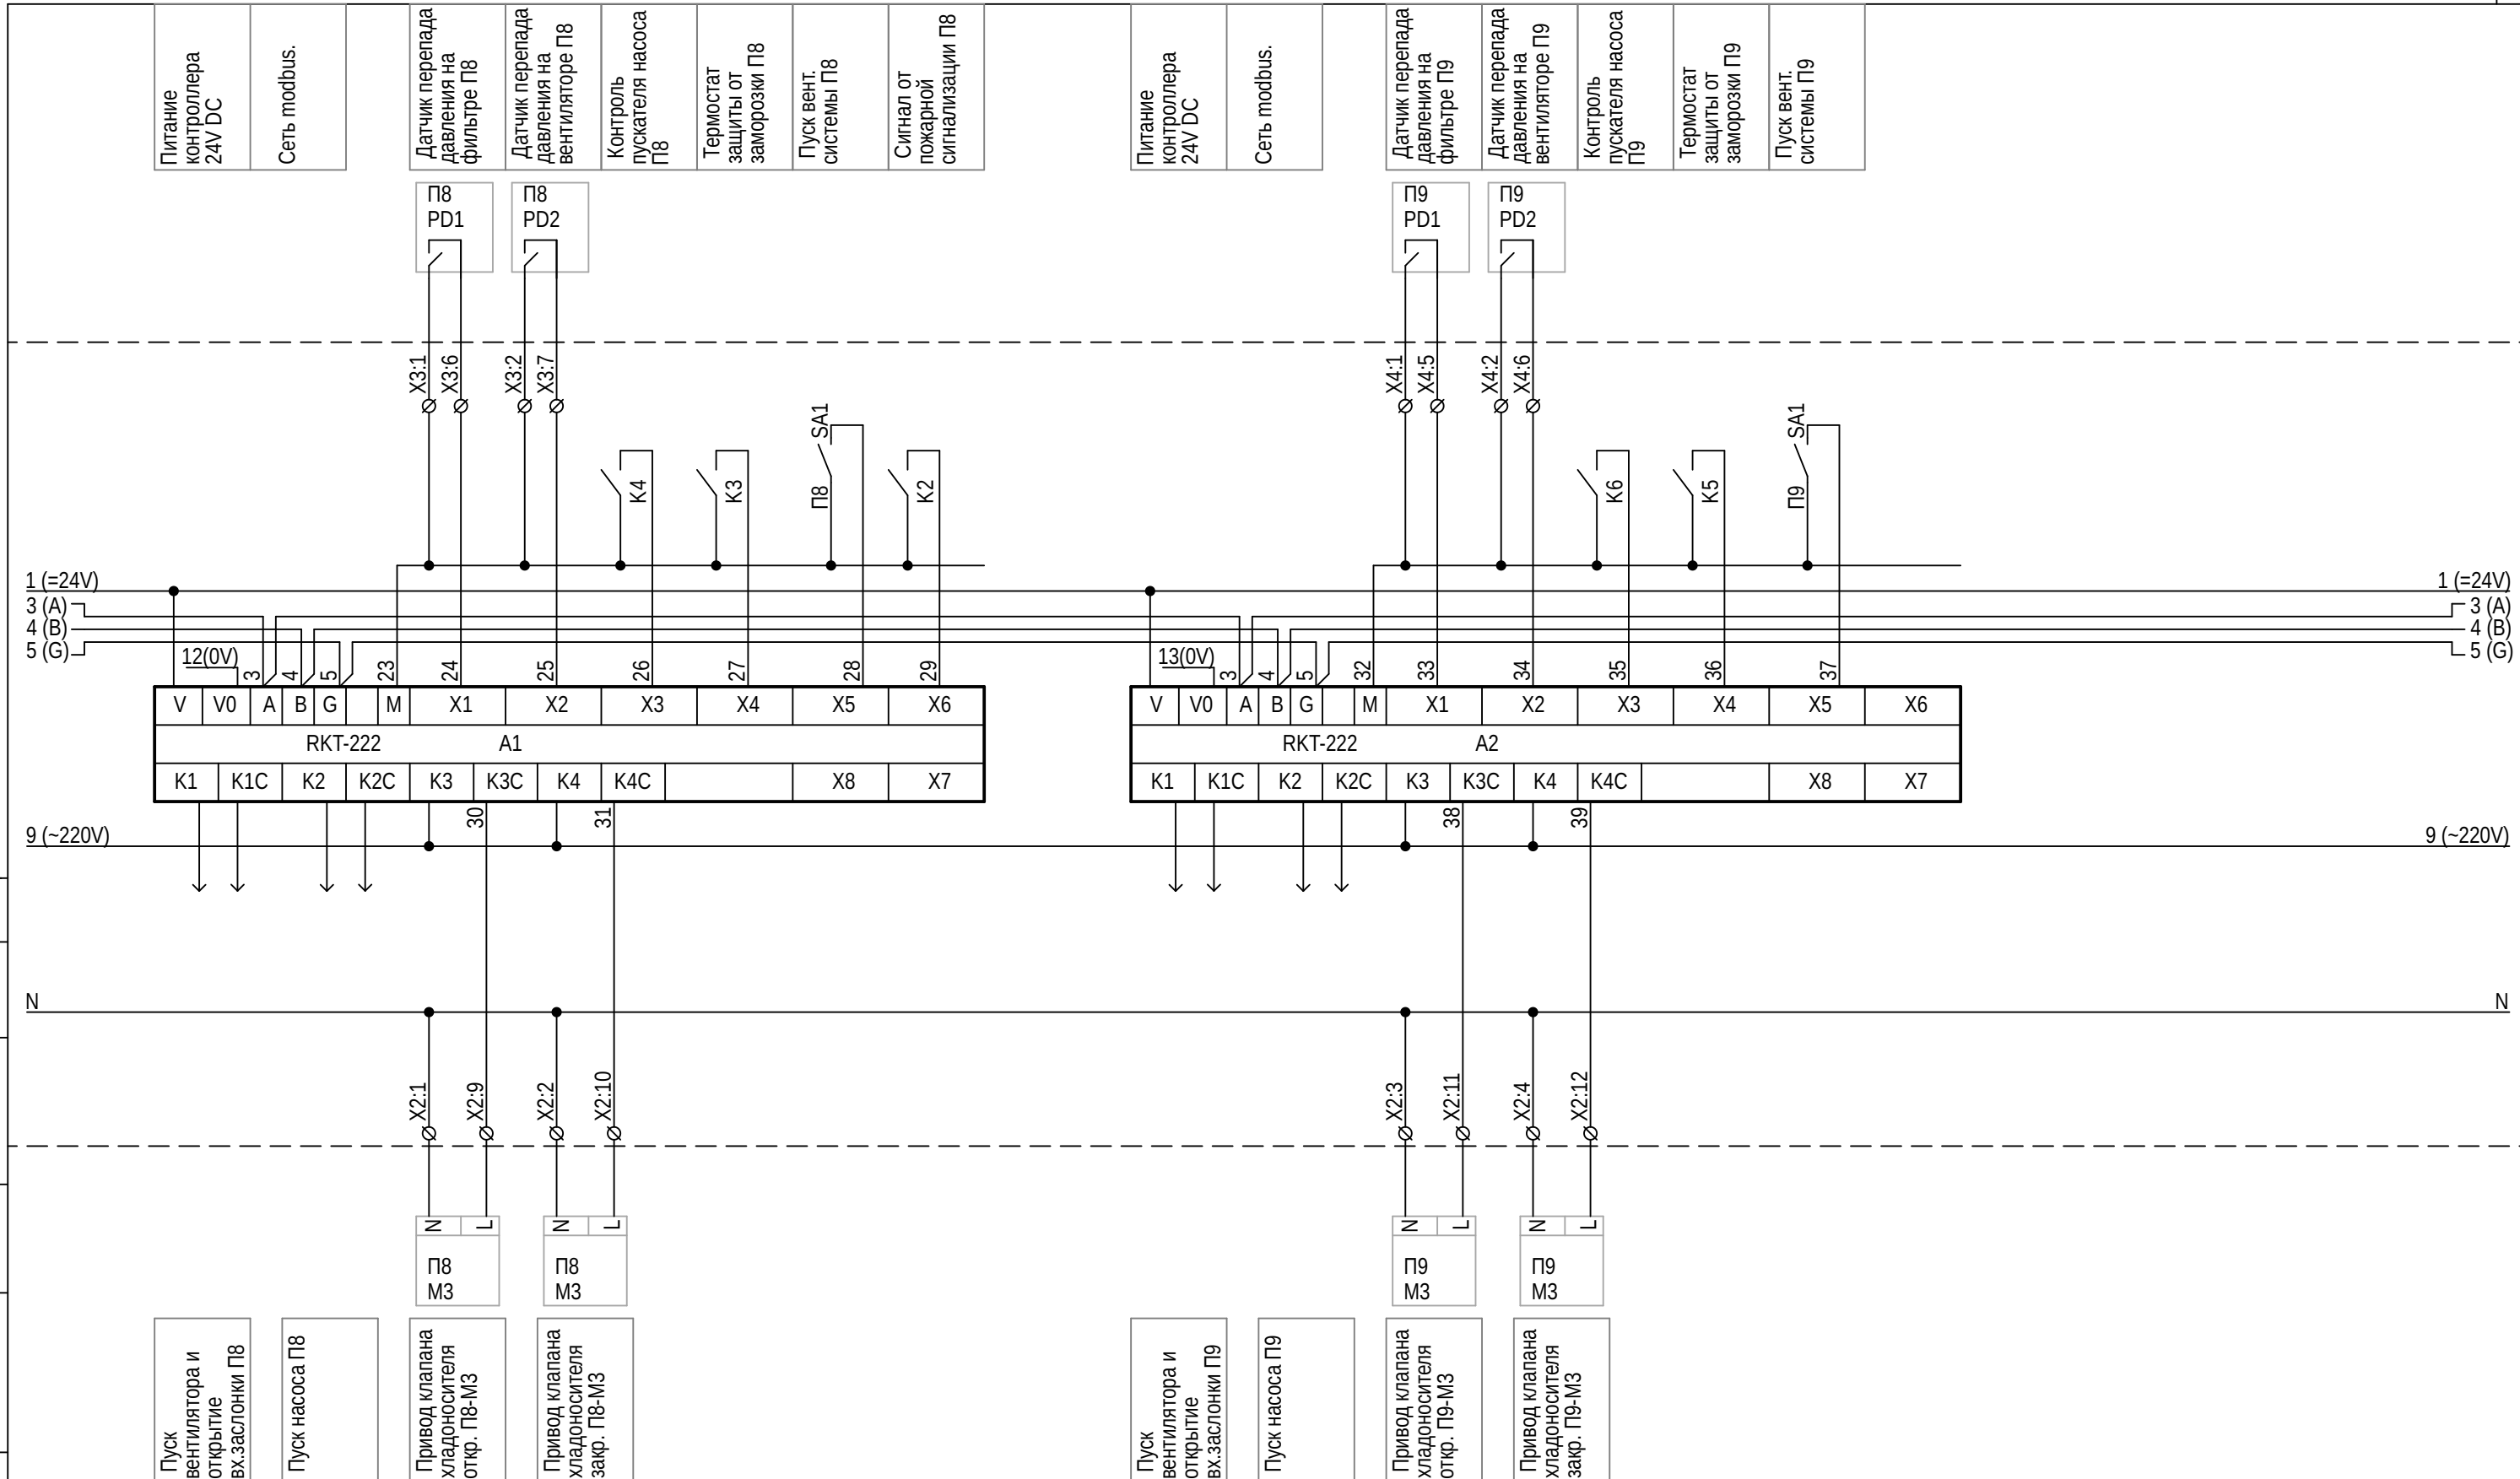 Питание
контроллера
24V DC
Сеть modbus.
Датчик перепада
давления на
фильтре П8
Датчик перепада
давления на
вентиляторе П8
Контроль
пускателя насоса
П8
Термостат
защиты от
заморозки П8
Пуск вент.
системы П8
Сигнал от
пожарной
сигнализации П8
Питание
контроллера
24V DC
Сеть modbus.
Датчик перепада
давления на
фильтре П9
Датчик перепада
давления на
вентиляторе П9
Контроль
пускателя насоса
П9
Термостат
защиты от
заморозки П9
Пуск вент.
системы П9
П8
PD1
П8
PD2
П9
PD1
П9
PD2
X3:1
X3:6
X3:2
X3:7
X4:1
X4:5
X4:2
X4:6
K4
K3
SA1
П8
K2
K6
K5
SA1
П9
1 (=24V)
3 (A)
4 (B)
5 (G)
1 (=24V)
3 (A)
4 (B)
5 (G)
12(0V)
3
4
5
23
24
25
26
27
28
29
13(0V)
3
4
5
32
33
34
35
36
37
V V0 A B G M X1 X2 X3 X4 X5 X6
RKT-222 A1
K1 K1C K2 K2C K3 K3C K4 K4C X8 X7
V V0 A B G M X1 X2 X3 X4 X5 X6
RKT-222 A2
K1 K1C K2 K2C K3 K3C K4 K4C X8 X7
30
31
38
39
9 (~220V)
9 (~220V)
N
N
X2:1
X2:9
X2:2
X2:10
X2:3
X2:11
X2:4
X2:12
N L
П8
М3
N L
П8
М3
N L
П9
М3
N L
П9
М3
Пуск
вентилятора и
открытие
вх.заслонки П8
Пуск насоса П8
Привод клапана
хладоносителя
откр. П8-М3
Привод клапана
хладоносителя
закр. П8-М3
Пуск
вентилятора и
открытие
вх.заслонки П9
Пуск насоса П9
Привод клапана
хладоносителя
откр. П9-М3
Привод клапана
хладоносителя
закр. П9-М3